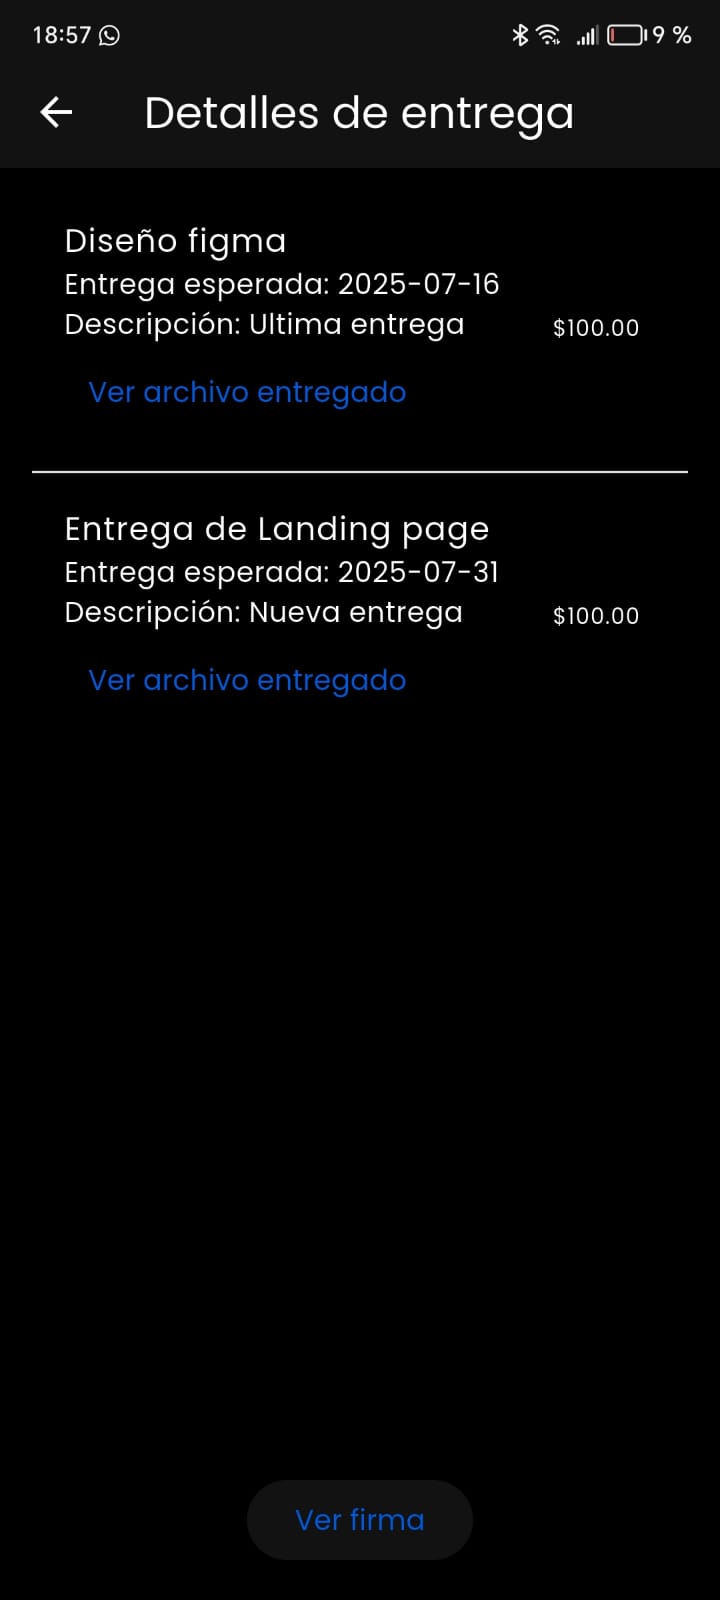 18:57 9 %
Detalles de entrega
Diseño figma
Entrega esperada: 2025-07-16
Descripción: Ultima entrega $100.00
Ver archivo entregado
Entrega de Landing page
Entrega esperada: 2025-07-31
Descripción: Nueva entrega $100.00
Ver archivo entregado
Ver firma